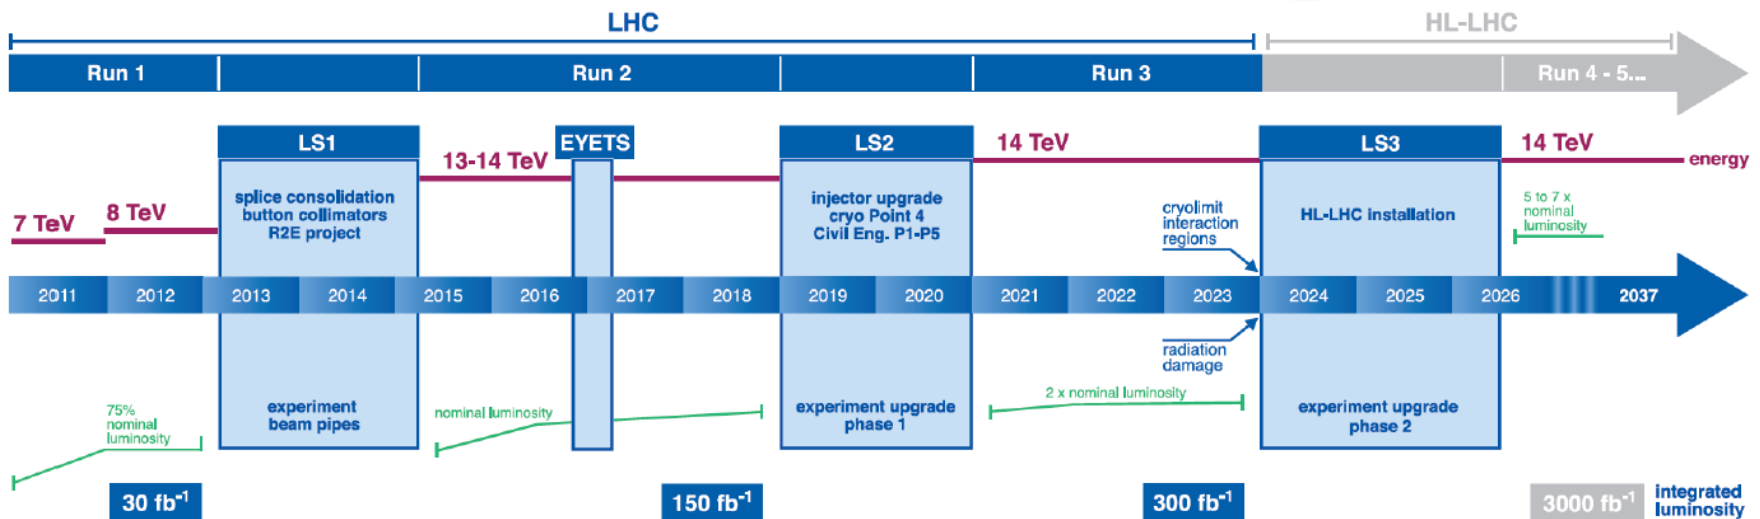 LHC
HL-LHC
Run 1
Run 2
Run 3
Run 4 - 5...
LS1
EYETS
LS2
LS3
7 TeV
8 TeV
13-14 TeV
14 TeV
14 TeV
energy
splice consolidation
button collimators
R2E project
injector upgrade
cryo Point 4
Civil Eng. P1-P5
cryolimit
interaction
regions
HL-LHC installation
5 to 7 x
nominal
luminosity
2011
2012
2013
2014
2015
2016
2017
2018
2019
2020
2021
2022
2023
2024
2025
2026
2037
radiation
damage
75%
nominal
luminosity
experiment
beam pipes
nominal luminosity
experiment upgrade
phase 1
2 x nominal luminosity
experiment upgrade
phase 2
30 fb⁻¹
150 fb⁻¹
300 fb⁻¹
3000 fb⁻¹
integrated
luminosity